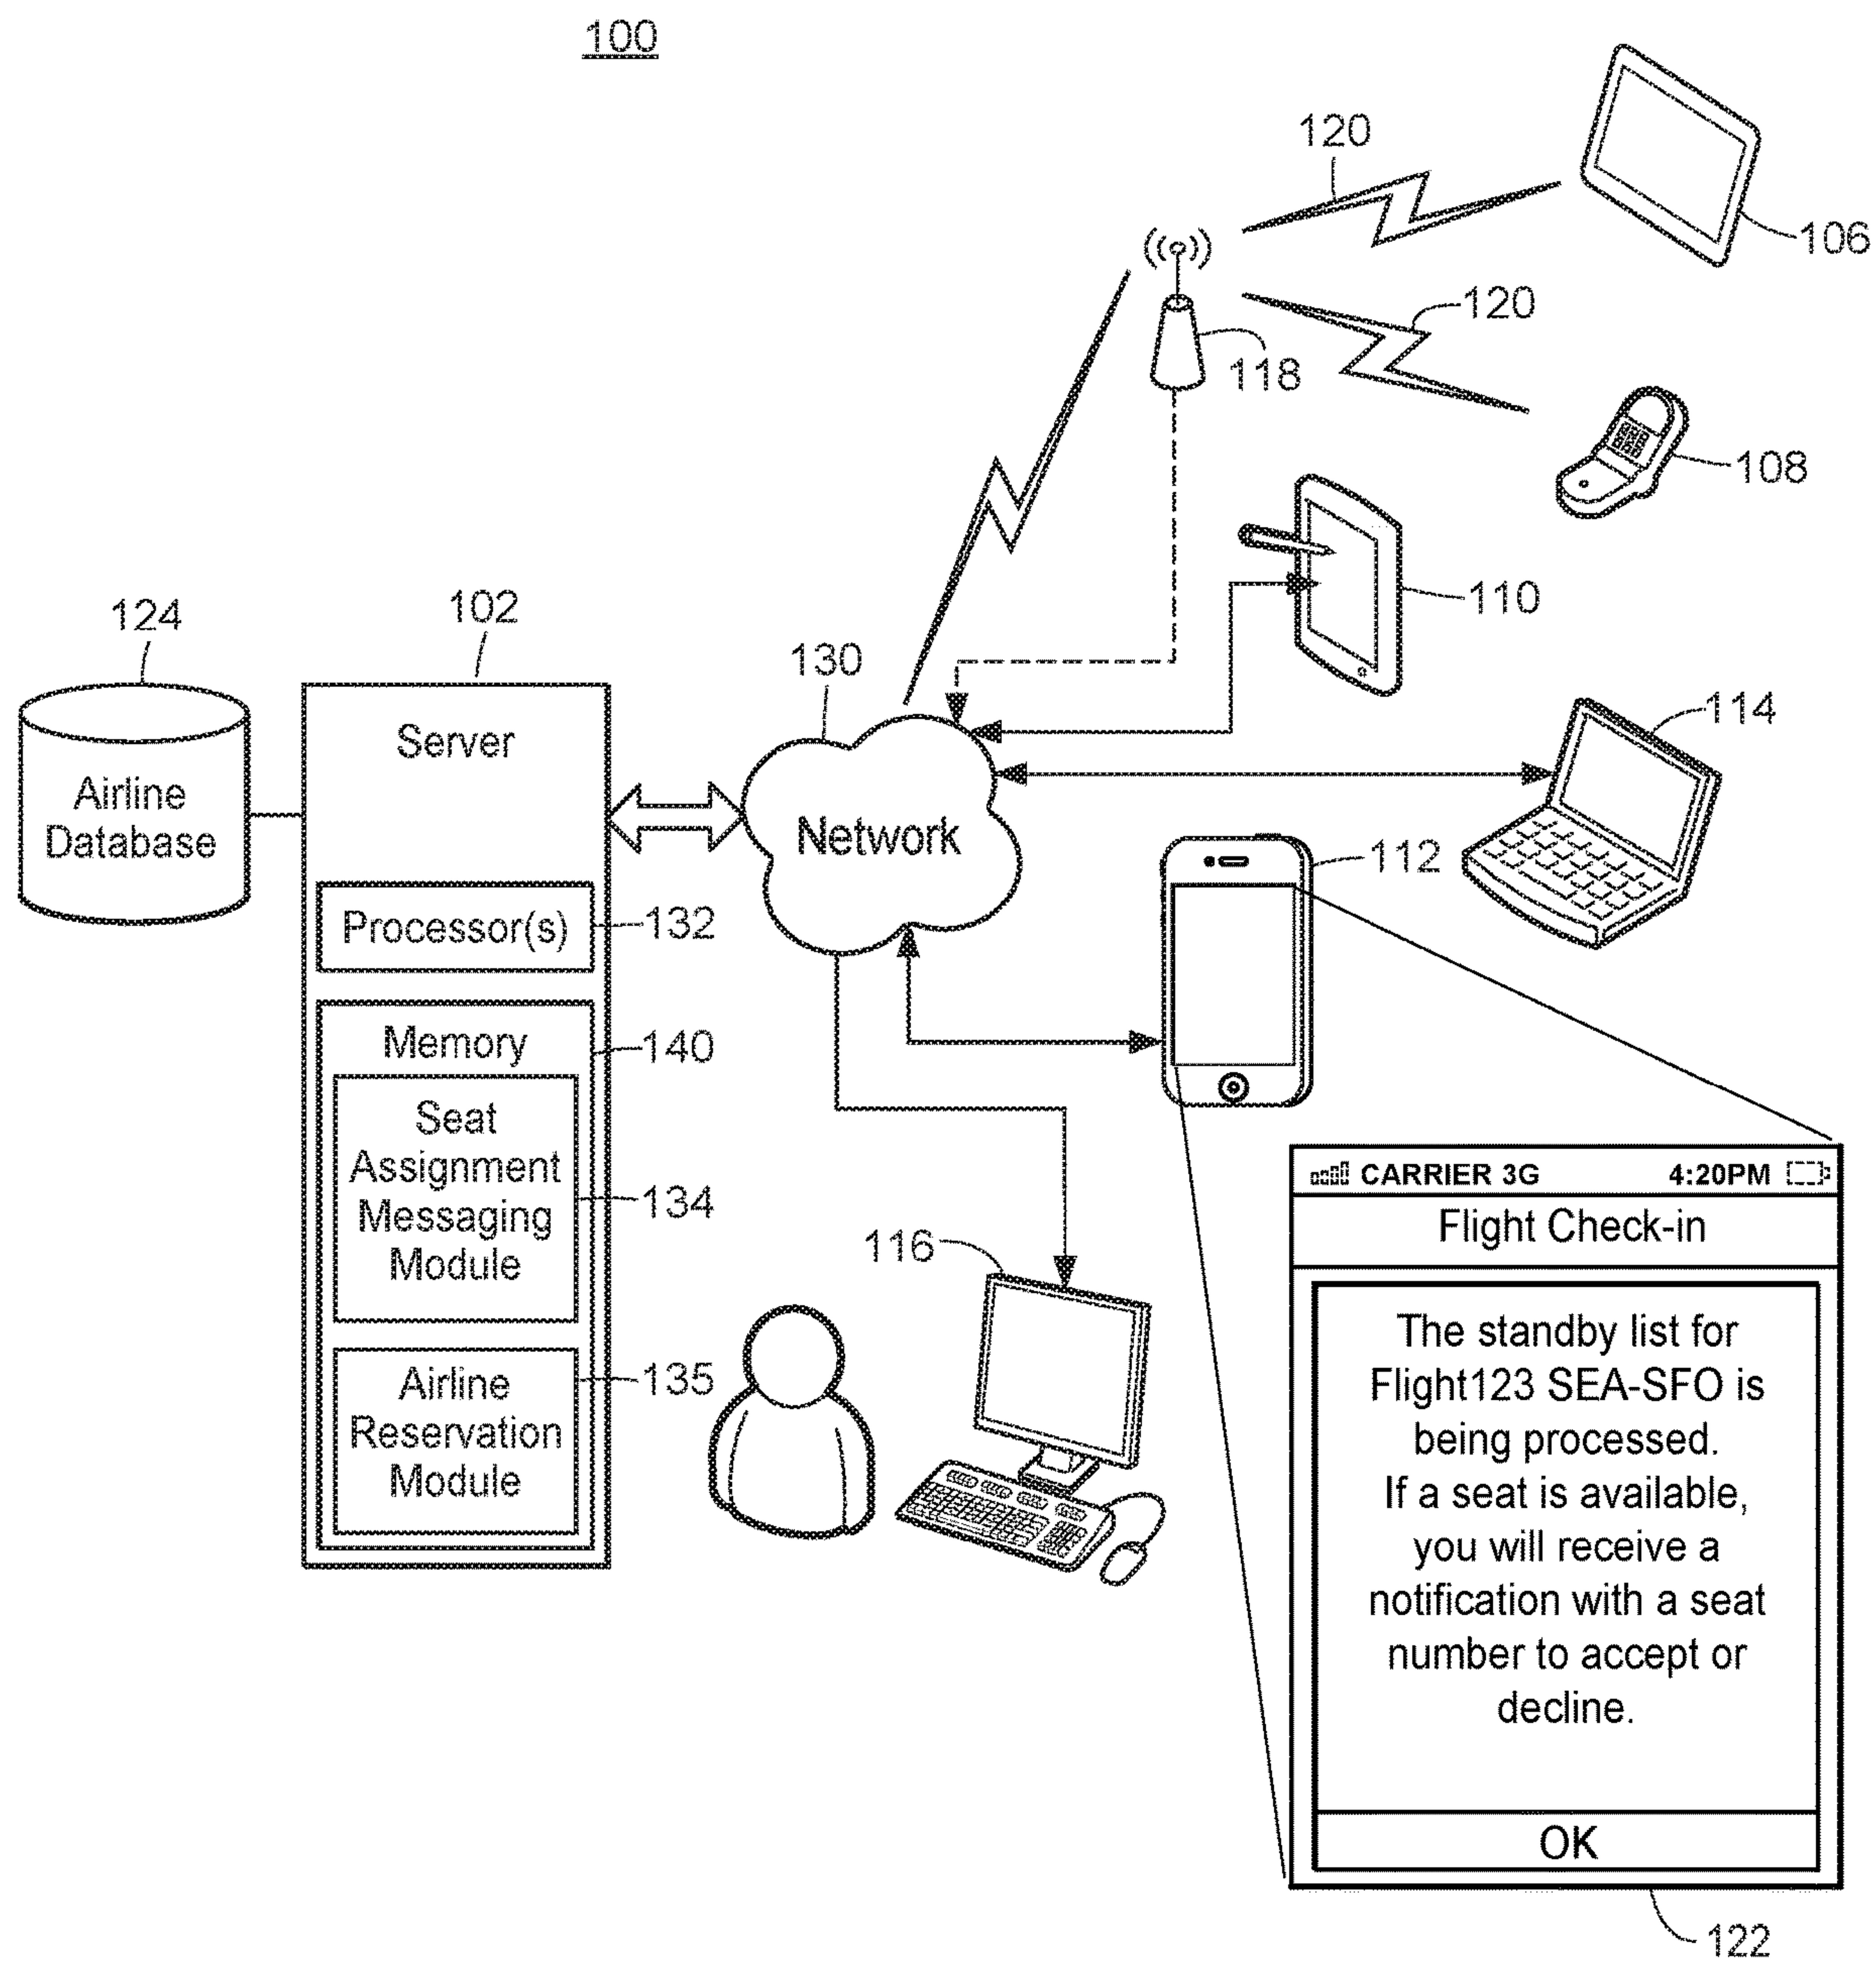 100
120
106
120
118
108
110
124
102
130
114
Server
Airline
Database
Network
112
Processor(s)
132
Memory
140
Seat
Assignment
Messaging
Module
134
Airline
Reservation
Module
135
116
CARRIER 3G 4:20PM
Flight Check-in
The standby list for
Flight123 SEA-SFO is
being processed.
If a seat is available,
you will receive a
notification with a seat
number to accept or
decline.
OK
122